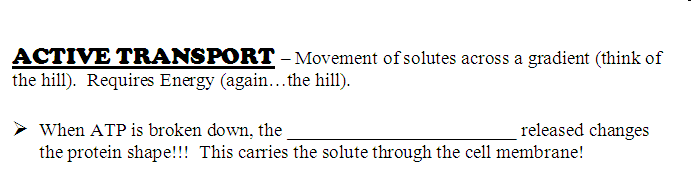 ACTIVE TRANSPORT – Movement of solutes across a gradient (think of
the hill). Requires Energy (again…the hill).
➢ When ATP is broken down, the ________________________ released changes
the protein shape!!! This carries the solute through the cell membrane!